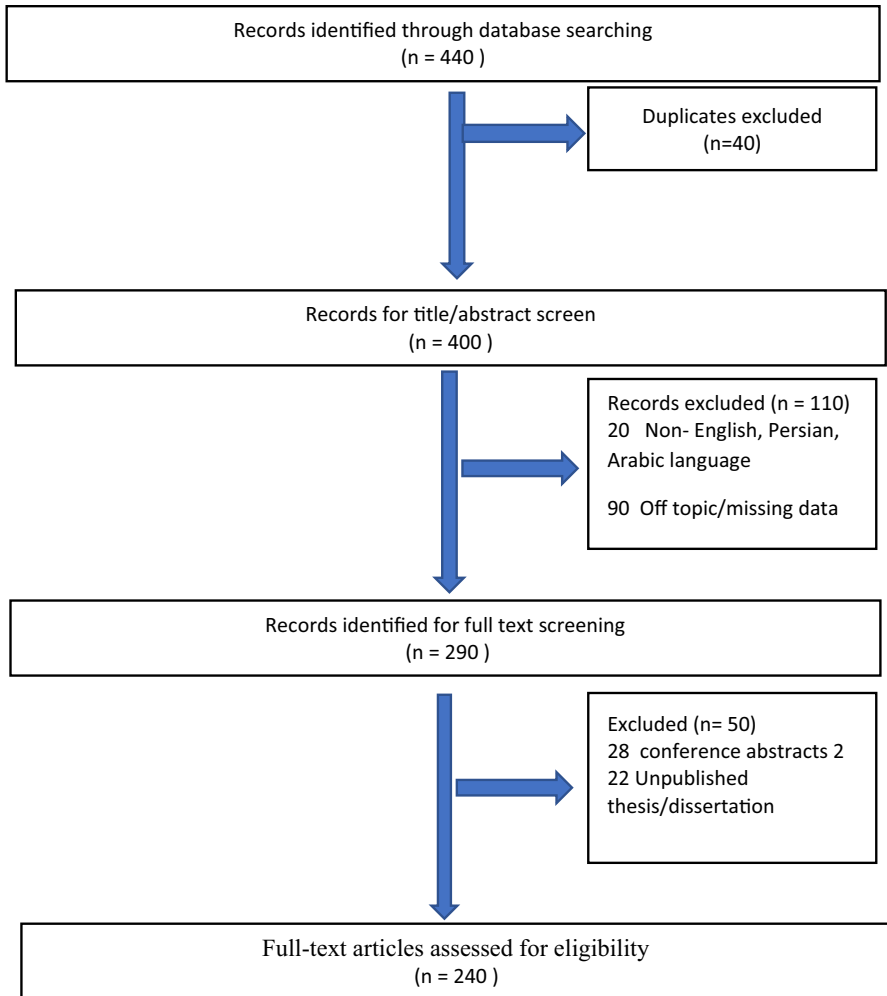 Records identified through database searching
(n = 440 )
Duplicates excluded
(n=40)
Records for title/abstract screen
(n = 400 )
Records excluded (n = 110)
20 Non- English, Persian,
Arabic language
90 Off topic/missing data
Records identified for full text screening
(n = 290 )
Excluded (n= 50)
28 conference abstracts 2
22 Unpublished
thesis/dissertation
Full-text articles assessed for eligibility
(n = 240 )